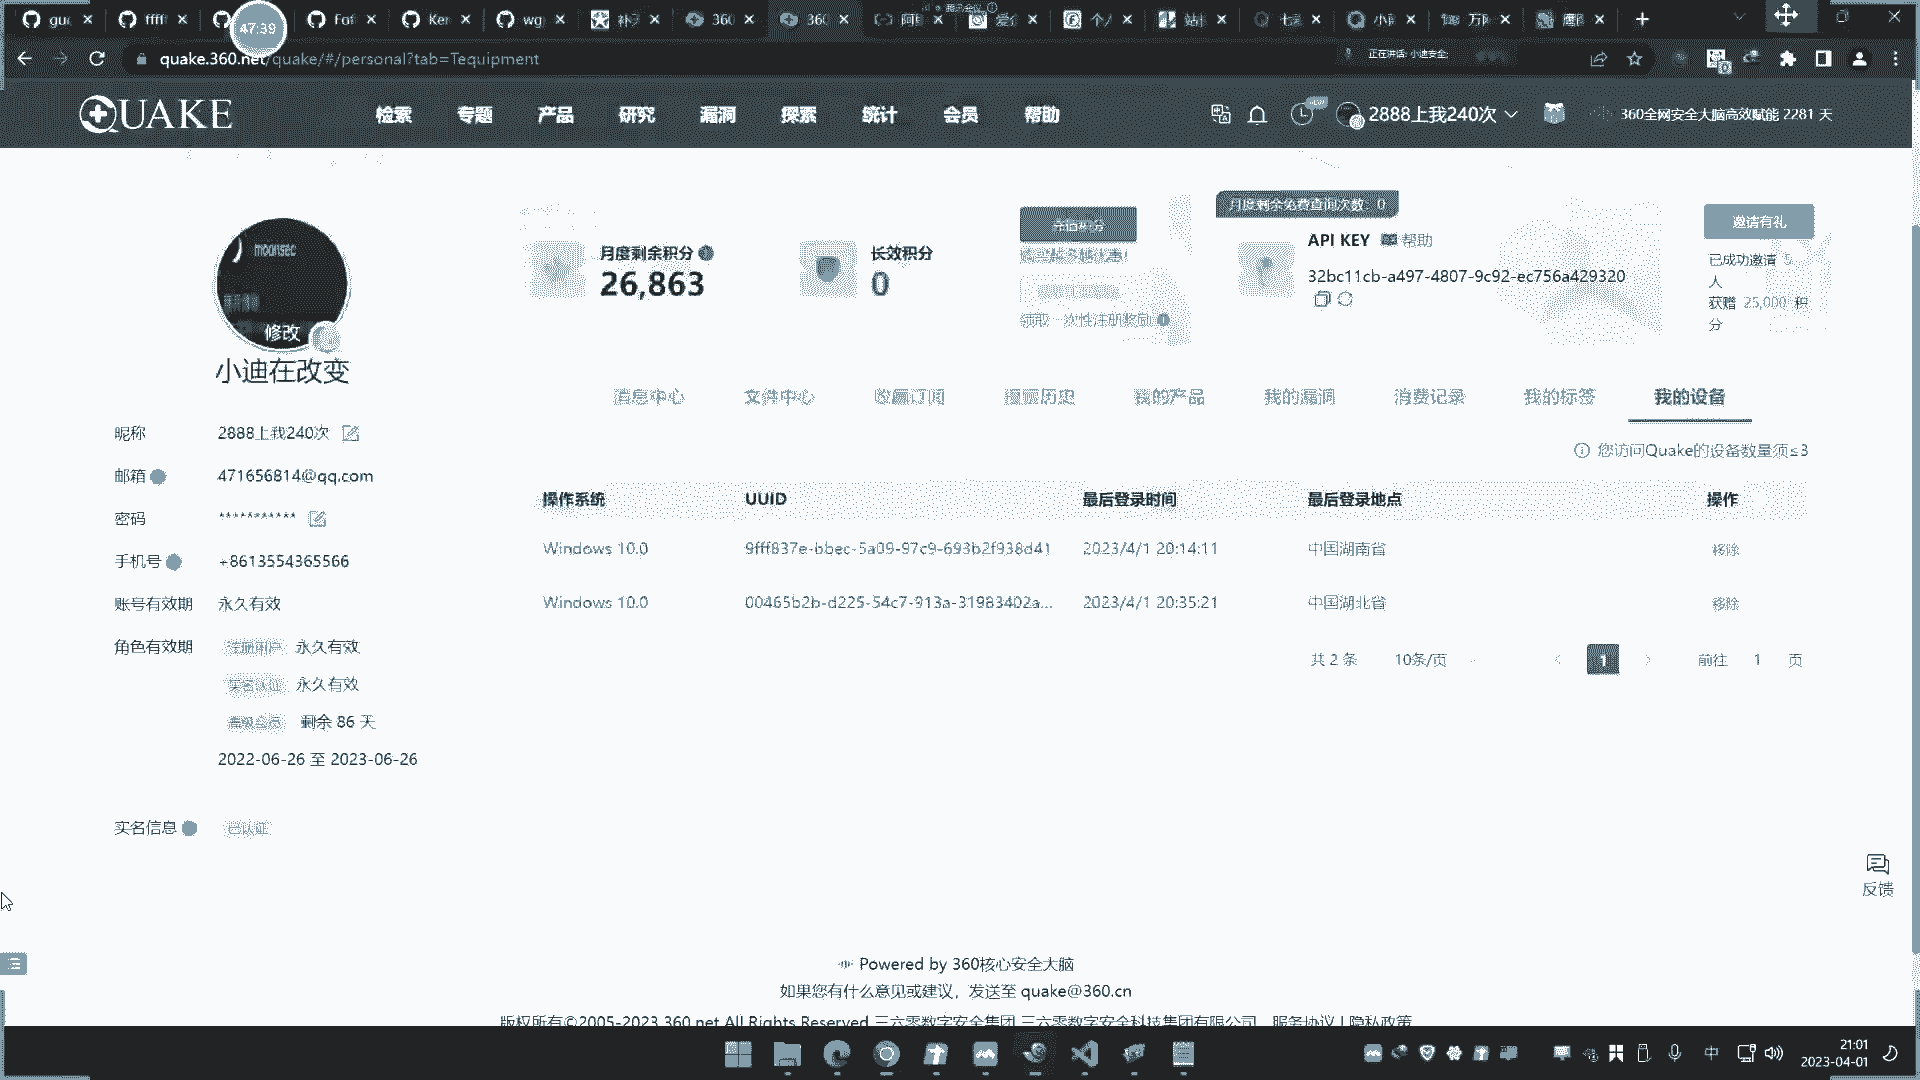 47:39
quake.360.net/quake/#/personal?tab=Tequipment
正在讲话: 小迪安全;
QUAKE
检索 专题 产品 研究 漏洞 探索 统计 会员 帮助
2888上我240次
360全网安全大脑高效赋能 2281 天
moonsec
修改
小迪在改变
月度剩余积分
26,863
长效积分
0
充值积分
领取一次性注册奖励
月度剩余免费查询次数: 0
API KEY 帮助
32bc11cb-a497-4807-9c92-ec756a429320
邀请有礼
已成功邀请 5
人
获赠 25,000 积
分
消息中心 文件中心 收藏订阅 搜索历史 我的产品 我的漏洞 消费记录 我的标签 我的设备
您访问Quake的设备数量须≤3
昵称 2888上我240次
邮箱 471656814@qq.com
密码 ***********
手机号 +8613554365566
账号有效期 永久有效
角色有效期 注册用户 永久有效
实名认证 永久有效
高级会员 剩余 86 天
2022-06-26 至 2023-06-26
实名信息 已认证
操作系统 UUID 最后登录时间 最后登录地点 操作
Windows 10.0 9fff837e-bbec-5a09-97c9-693b2f938d41 2023/4/1 20:14:11 中国湖南省 移除
Windows 10.0 00465b2b-d225-54c7-913a-31983402a... 2023/4/1 20:35:21 中国湖北省 移除
共 2 条 10条/页 1 前往 1 页
反馈
Powered by 360核心安全大脑
如果您有什么意见或建议，发送至 quake@360.cn
版权所有©2005-2023 360.net All Rights Reserved 三六零数字安全集团 三六零数字安全科技集团有限公司 服务协议 | 隐私政策
中
21:01
2023-04-01